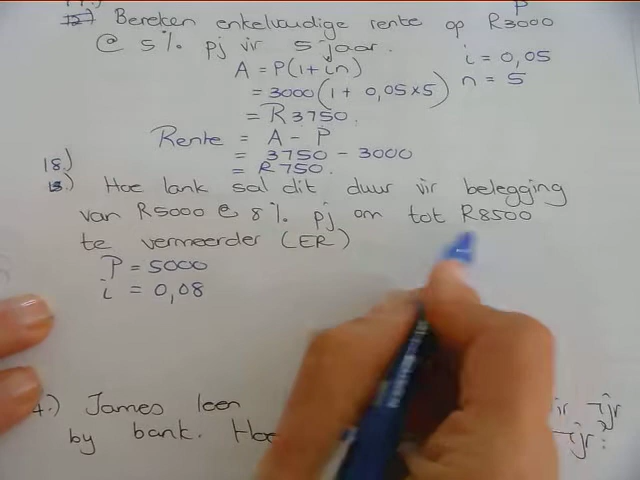 17.) Bereken enkelvoudige rente op R3000 P
@ 5% pj vir 5 jaar. i = 0,05
A = P(1 + in) n = 5
= 3000(1 + 0,05 × 5)
= R3750.
Rente = A - P
= 3750 - 3000
= R750.
18.) Hoe lank sal dit duur vir belegging
van R5000 @ 8% pj om tot R8500
te vermeerder (ER)
P = 5000
i = 0,08
4.) James leen
by bank. Hoe